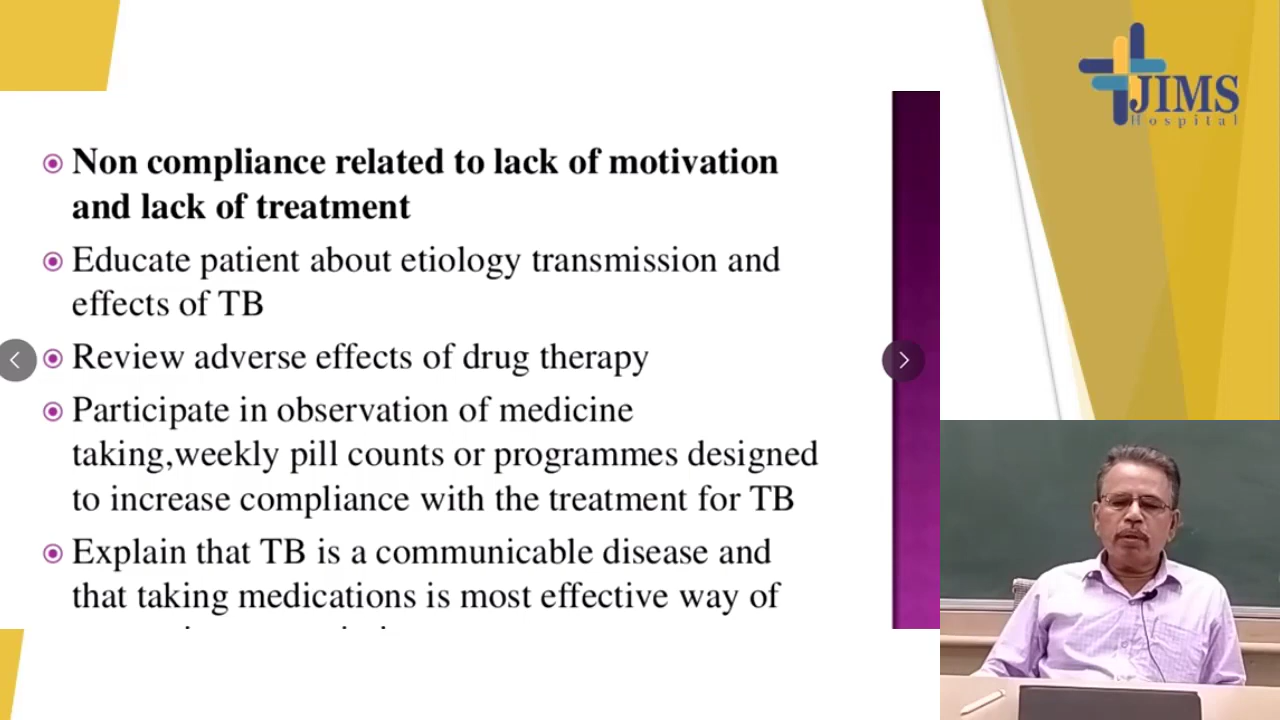 JIMS
Hospital
Non compliance related to lack of motivation
and lack of treatment
Educate patient about etiology transmission and
effects of TB
Review adverse effects of drug therapy
Participate in observation of medicine
taking,weekly pill counts or programmes designed
to increase compliance with the treatment for TB
Explain that TB is a communicable disease and
that taking medications is most effective way of